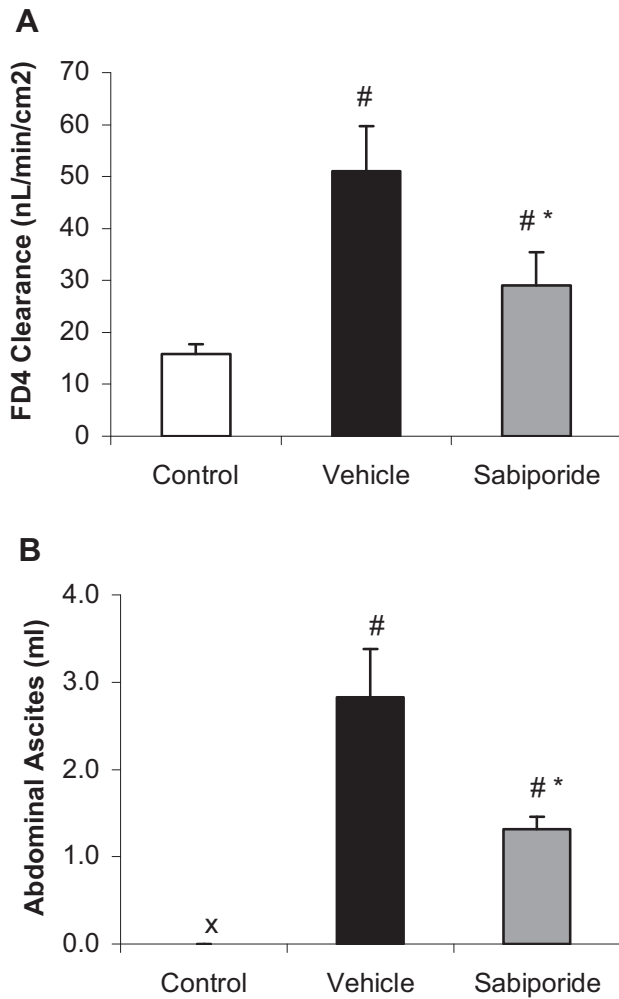 A
FD4 Clearance (nL/min/cm2)
70
60
50
40
30
20
10
0
#
# *
Control Vehicle Sabiporide
B
Abdominal Ascites (ml)
4.0
3.0
2.0
1.0
0.0
#
# *
x
Control Vehicle Sabiporide